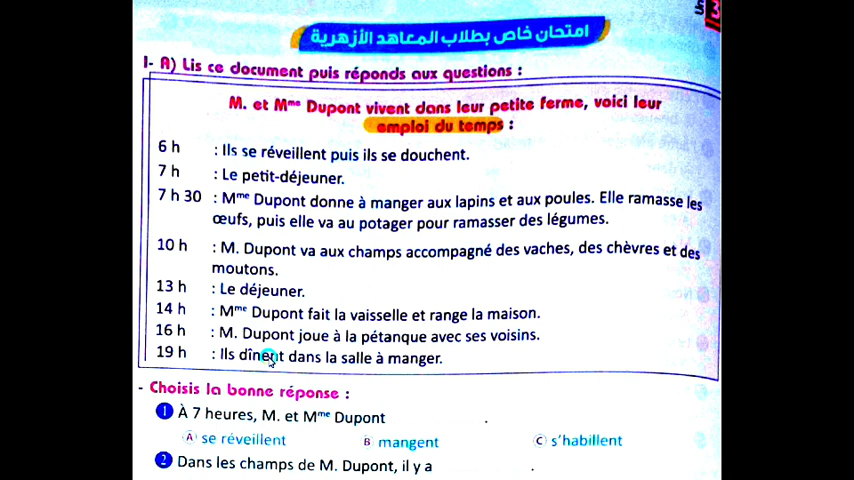 امتحان خاص بطلاب المعاهد الأزهرية
I- A) Lis ce document puis réponds aux questions :
M. et Mme Dupont vivent dans leur petite ferme, voici leur
emploi du temps :
6 h : Ils se réveillent puis ils se douchent.
7 h : Le petit-déjeuner.
7 h 30 : Mme Dupont donne à manger aux lapins et aux poules. Elle ramasse les
œufs, puis elle va au potager pour ramasser des légumes.
10 h : M. Dupont va aux champs accompagné des vaches, des chèvres et des
moutons.
13 h : Le déjeuner.
14 h : Mme Dupont fait la vaisselle et range la maison.
16 h : M. Dupont joue à la pétanque avec ses voisins.
19 h : Ils dînent dans la salle à manger.
- Choisis la bonne réponse :
1 À 7 heures, M. et Mme Dupont .
A se réveillent B mangent C s'habillent
2 Dans les champs de M. Dupont, il y a .